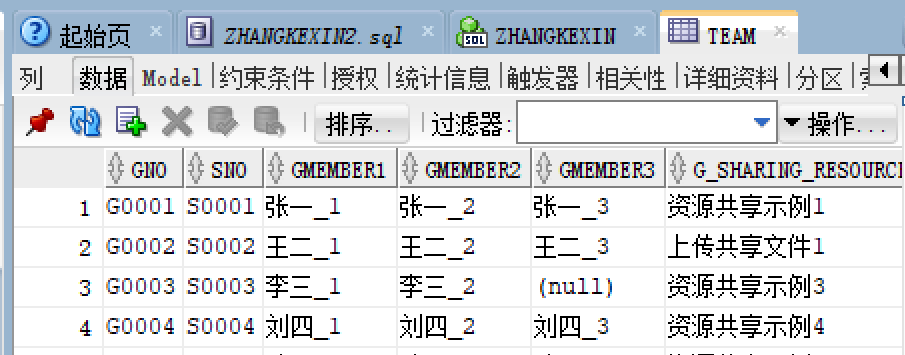 起始页 ZHANGKEXIN2.sql ZHANGKEXIN TEAM
列 数据 Model 约束条件 授权 统计信息 触发器 相关性 详细资料 分区
排序.. 过滤器: 操作...
GNO SNO GMEMBER1 GMEMBER2 GMEMBER3 G_SHARING_RESOURC
1 G0001 S0001 张一_1 张一_2 张一_3 资源共享示例1
2 G0002 S0002 王二_1 王二_2 王二_3 上传共享文件1
3 G0003 S0003 李三_1 李三_2 (null) 资源共享示例3
4 G0004 S0004 刘四_1 刘四_2 刘四_3 资源共享示例4